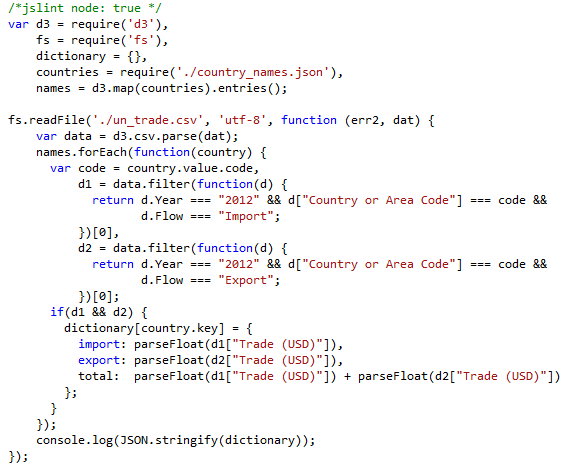 /*jslint node: true */
var d3 = require('d3'),
    fs = require('fs'),
    dictionary = {},
    countries = require('./country_names.json'),
    names = d3.map(countries).entries();

fs.readFile('./un_trade.csv', 'utf-8', function (err2, dat) {
    var data = d3.csv.parse(dat);
    names.forEach(function(country) {
      var code = country.value.code,
          d1 = data.filter(function(d) {
            return d.Year === "2012" && d["Country or Area Code"] === code &&
                   d.Flow === "Import";
          })[0],
          d2 = data.filter(function(d) {
            return d.Year === "2012" && d["Country or Area Code"] === code &&
                   d.Flow === "Export";
          })[0];
      if(d1 && d2) {
        dictionary[country.key] = {
          import: parseFloat(d1["Trade (USD)"]),
          export: parseFloat(d2["Trade (USD)"]),
          total:  parseFloat(d1["Trade (USD)"]) + parseFloat(d2["Trade (USD)"])
        };
      }
    });
    console.log(JSON.stringify(dictionary));
});